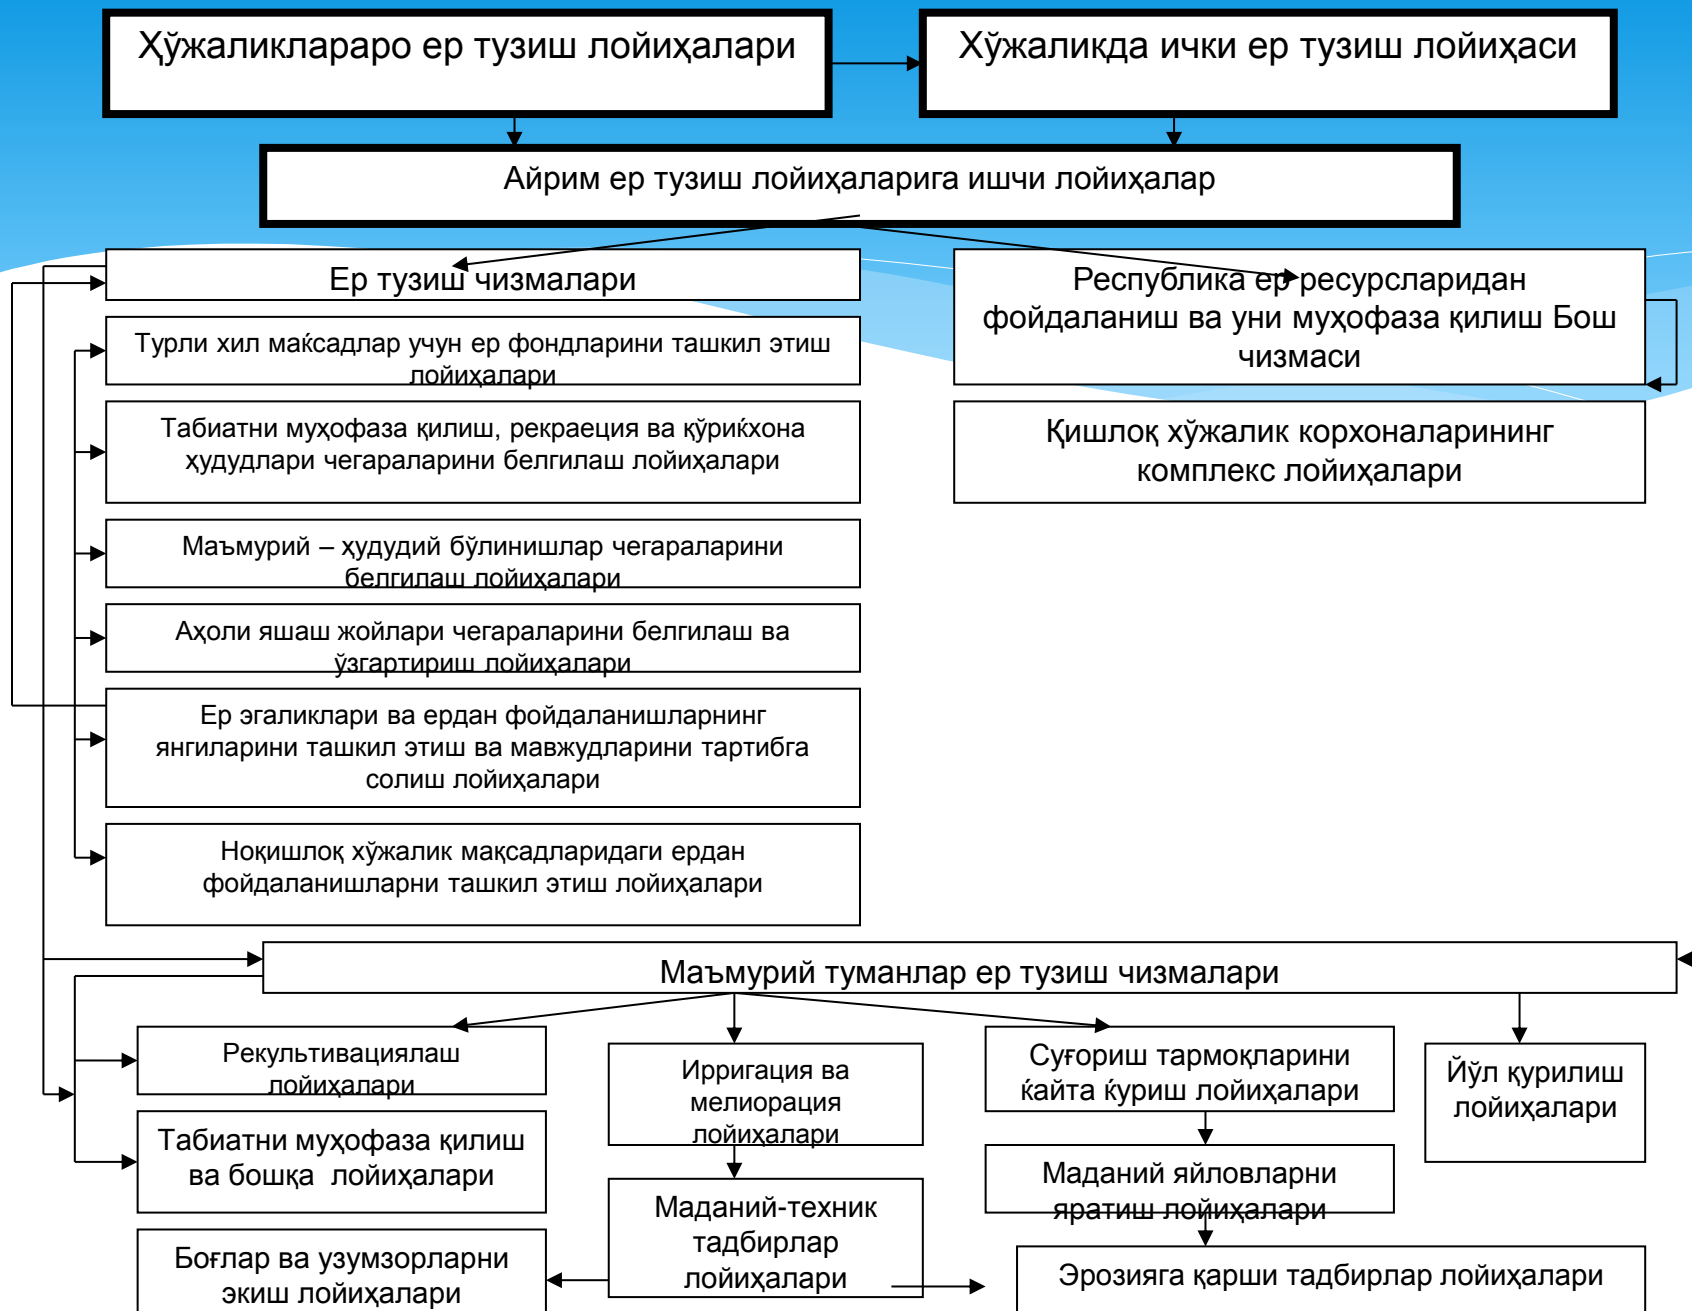 Ҳўжаликлараро ер тузиш лойиҳалари
Хўжаликда ички ер тузиш лойиҳаси
Айрим ер тузиш лойиҳаларига ишчи лойиҳалар
Ер тузиш чизмалари
Республика ер ресурсларидан
фойдаланиш ва уни муҳофаза қилиш Бош
чизмаси
Турли хил маќсадлар учун ер фондларини ташкил этиш
лойиҳалари
Табиатни муҳофаза қилиш, рекраеция ва қўриќхона
ҳудудлари чегараларини белгилаш лойиҳалари
Қишлоқ хўжалик корхоналарининг
комплекс лойиҳалари
Маъмурий – ҳудудий бўлинишлар чегараларини
белгилаш лойиҳалари
Аҳоли яшаш жойлари чегараларини белгилаш ва
ўзгартириш лойиҳалари
Ер эгаликлари ва ердан фойдаланишларнинг
янгиларини ташкил этиш ва мавжудларини тартибга
солиш лойиҳалари
Ноқишлоқ хўжалик мақсадларидаги ердан
фойдаланишларни ташкил этиш лойиҳалари
Маъмурий туманлар ер тузиш чизмалари
Рекультивациялаш
лойиҳалари
Ирригация ва
мелиорация
лойиҳалари
Суғориш тармоқларини
ќайта ќуриш лойиҳалари
Йўл қурилиш
лойиҳалари
Табиатни муҳофаза қилиш
ва бошқа лойиҳалари
Маданий-техник
тадбирлар
лойиҳалари
Маданий яйловларни
яратиш лойиҳалари
Боғлар ва узумзорларни
экиш лойиҳалари
Эрозияга қарши тадбирлар лойиҳалари